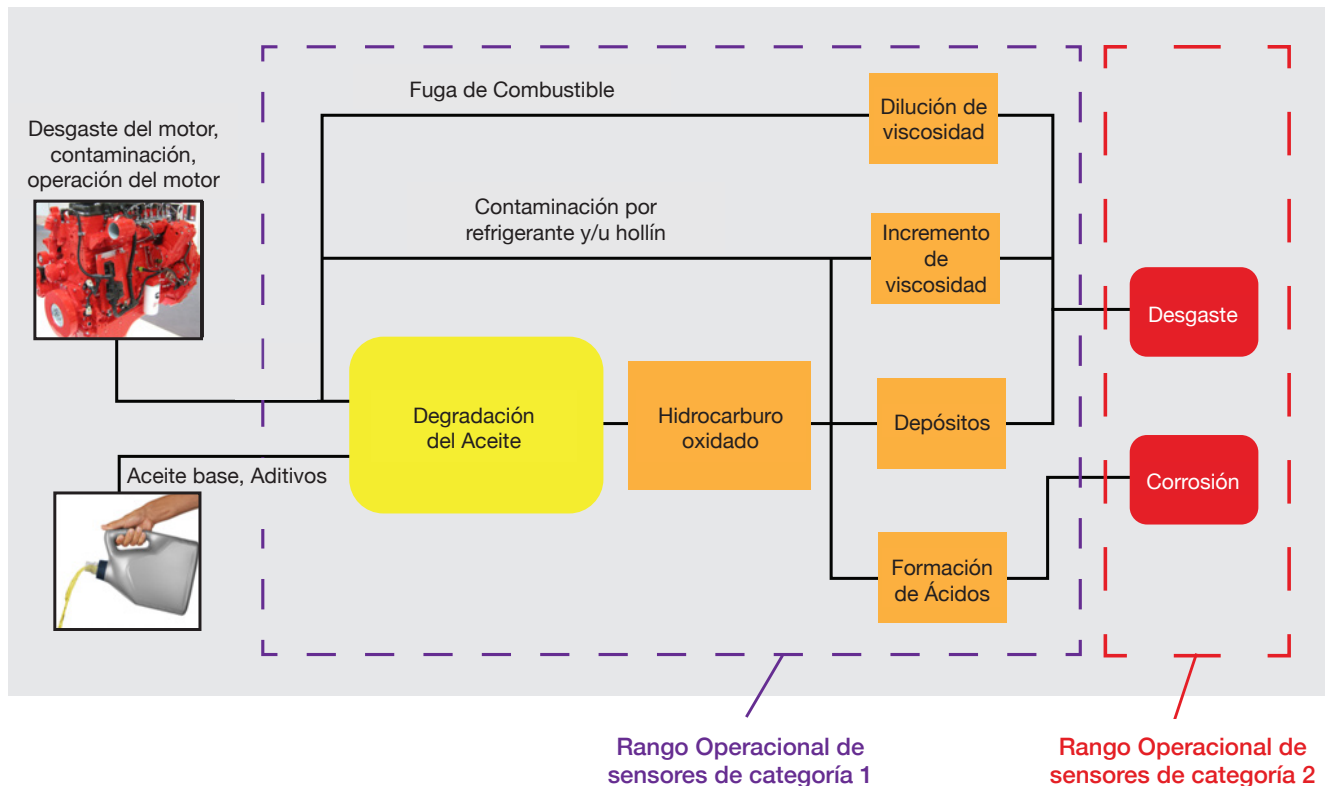 Fuga de Combustible
Dilución de
viscosidad
Desgaste del motor,
contaminación,
operación del motor
Contaminación por
refrigerante y/u hollín
Incremento
de
viscosidad
Desgaste
Degradación
del Aceite
Hidrocarburo
oxidado
Depósitos
Aceite base, Aditivos
Corrosión
Formación
de Ácidos
Rango Operacional de
sensores de categoría 1
Rango Operacional de
sensores de categoría 2